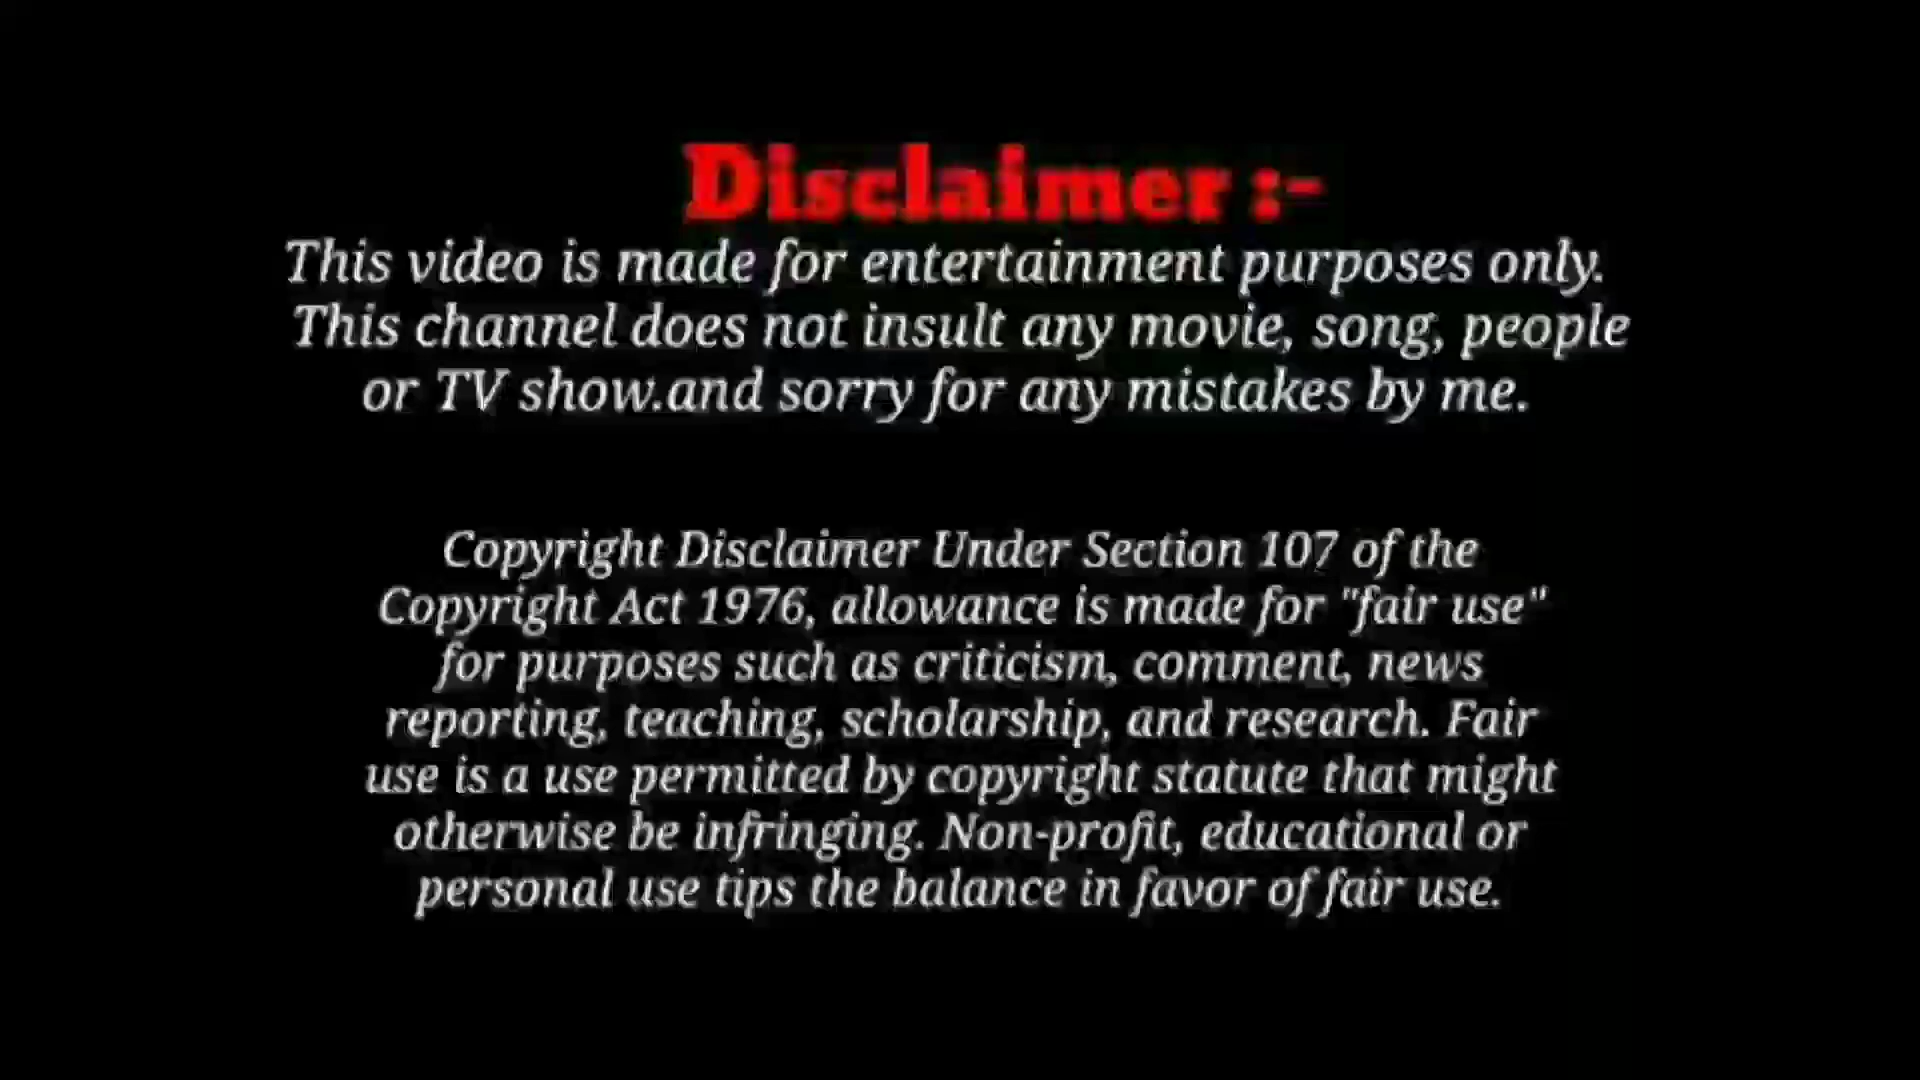 Disclaimer :-
This video is made for entertainment purposes only.
This channel does not insult any movie, song, people
or TV show.and sorry for any mistakes by me.
Copyright Disclaimer Under Section 107 of the
Copyright Act 1976, allowance is made for "fair use"
for purposes such as criticism, comment, news
reporting, teaching, scholarship, and research. Fair
use is a use permitted by copyright statute that might
otherwise be infringing. Non-profit, educational or
personal use tips the balance in favor of fair use.